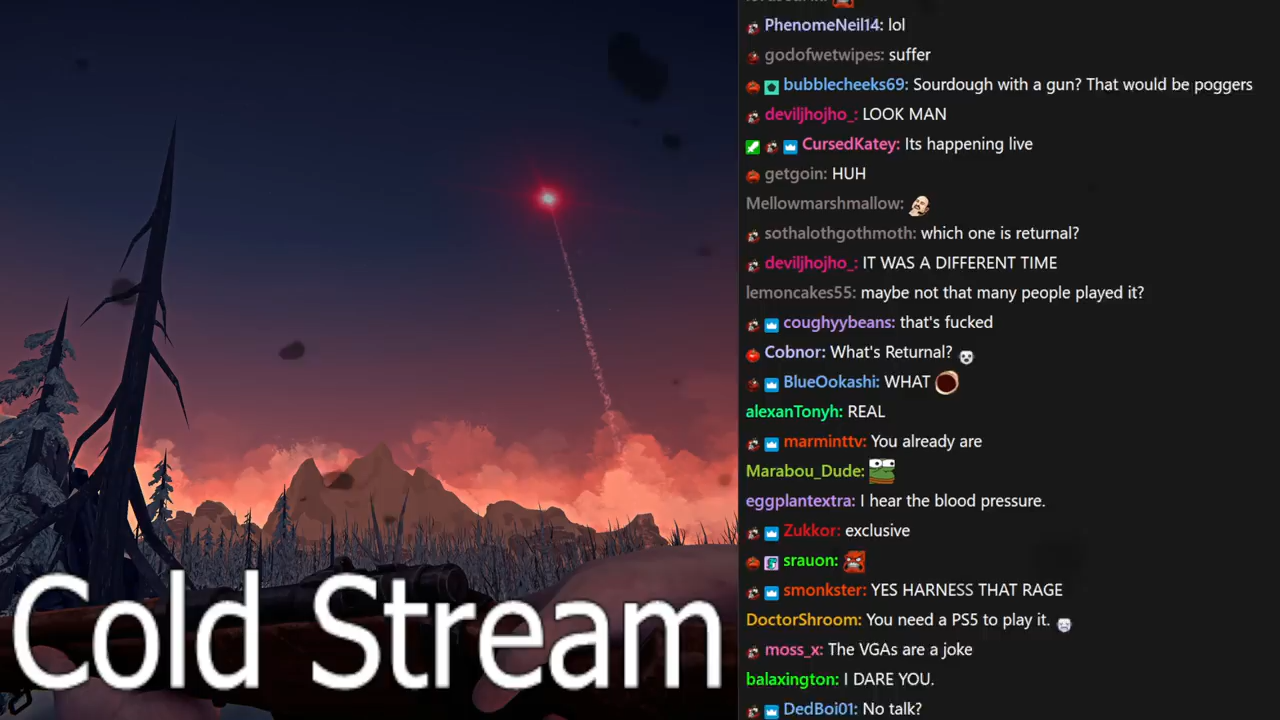 PhenomeNeil14: lol
godofwetwipes: suffer
bubblecheeks69: Sourdough with a gun? That would be poggers
deviljhojho_: LOOK MAN
CursedKatey: Its happening live
getgoin: HUH
Mellowmarshmallow:
sothalothgothmoth: which one is returnal?
deviljhojho_: IT WAS A DIFFERENT TIME
lemoncakes55: maybe not that many people played it?
coughyybeans: that's fucked
Cobnor: What's Returnal?
BlueOokashi: WHAT
alexanTonyh: REAL
marminttv: You already are
Marabou_Dude:
eggplantextra: I hear the blood pressure.
Zukkor: exclusive
srauon:
smonkster: YES HARNESS THAT RAGE
DoctorShroom: You need a PS5 to play it.
moss_x: The VGAs are a joke
balaxington: I DARE YOU.
DedBoi01: No talk?
Cold Stream